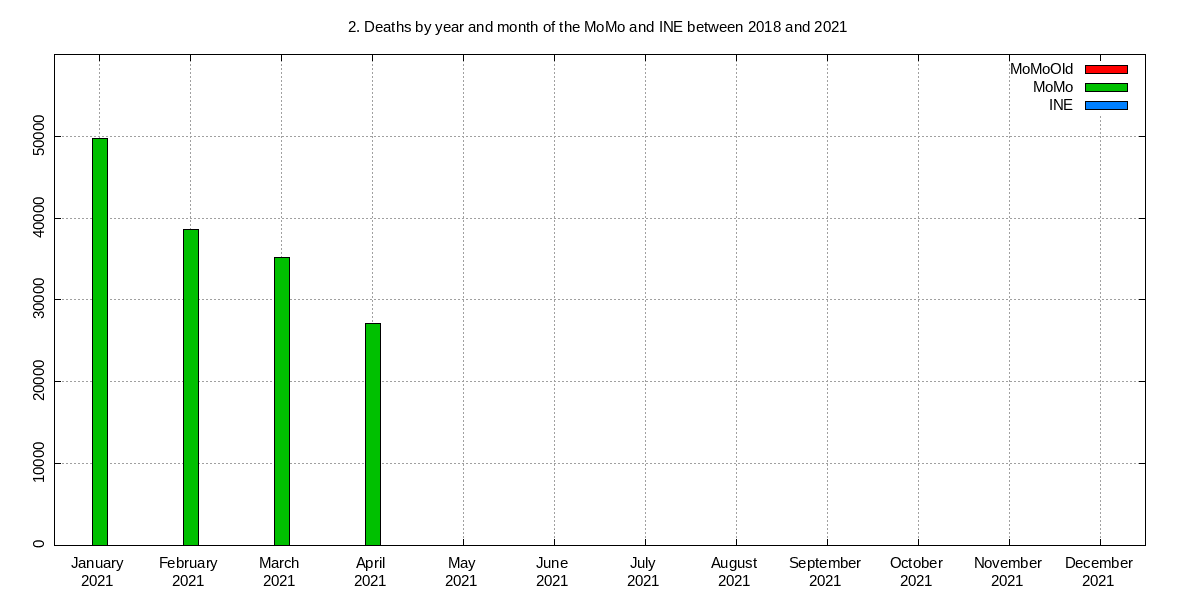 2. Deaths by year and month of the MoMo and INE between 2018 and 2021
MoMoOld
MoMo
INE
50000
40000
30000
20000
10000
0
January February March April May June July August September October November December
2021 2021 2021 2021 2021 2021 2021 2021 2021 2021 2021 2021